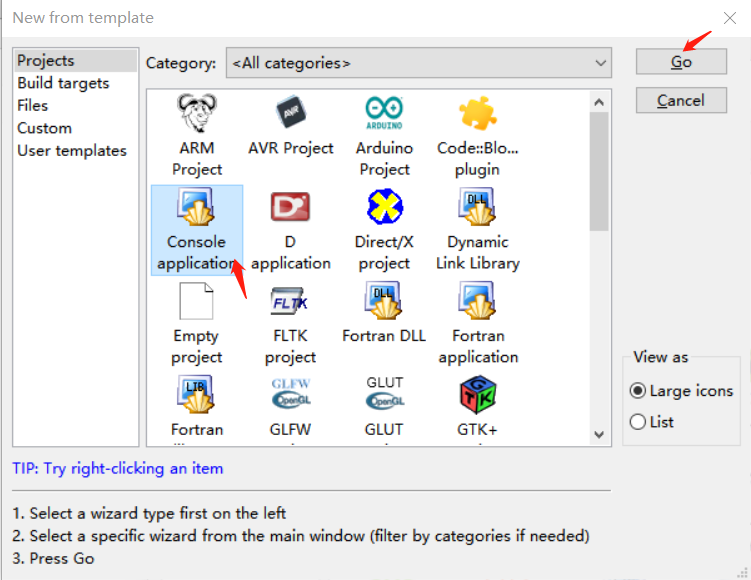 New from template
Projects
Build targets
Files
Custom
User templates
Category:
<All categories>
Go
Cancel
AVR
ARDUINO
ARM
Project
AVR Project
Arduino
Project
Code::Blo...
plugin
D
DLL
Console
application
D
application
Direct/X
project
Dynamic
Link Library
FLTK
DLL
Empty
project
FLTK
project
Fortran DLL
Fortran
application
LIB
GLFW
OpenGL
GLUT
OpenGL
GTK
Fortran
GLFW
GLUT
GTK+
View as
Large icons
List
TIP: Try right-clicking an item
1. Select a wizard type first on the left
2. Select a specific wizard from the main window (filter by categories if needed)
3. Press Go